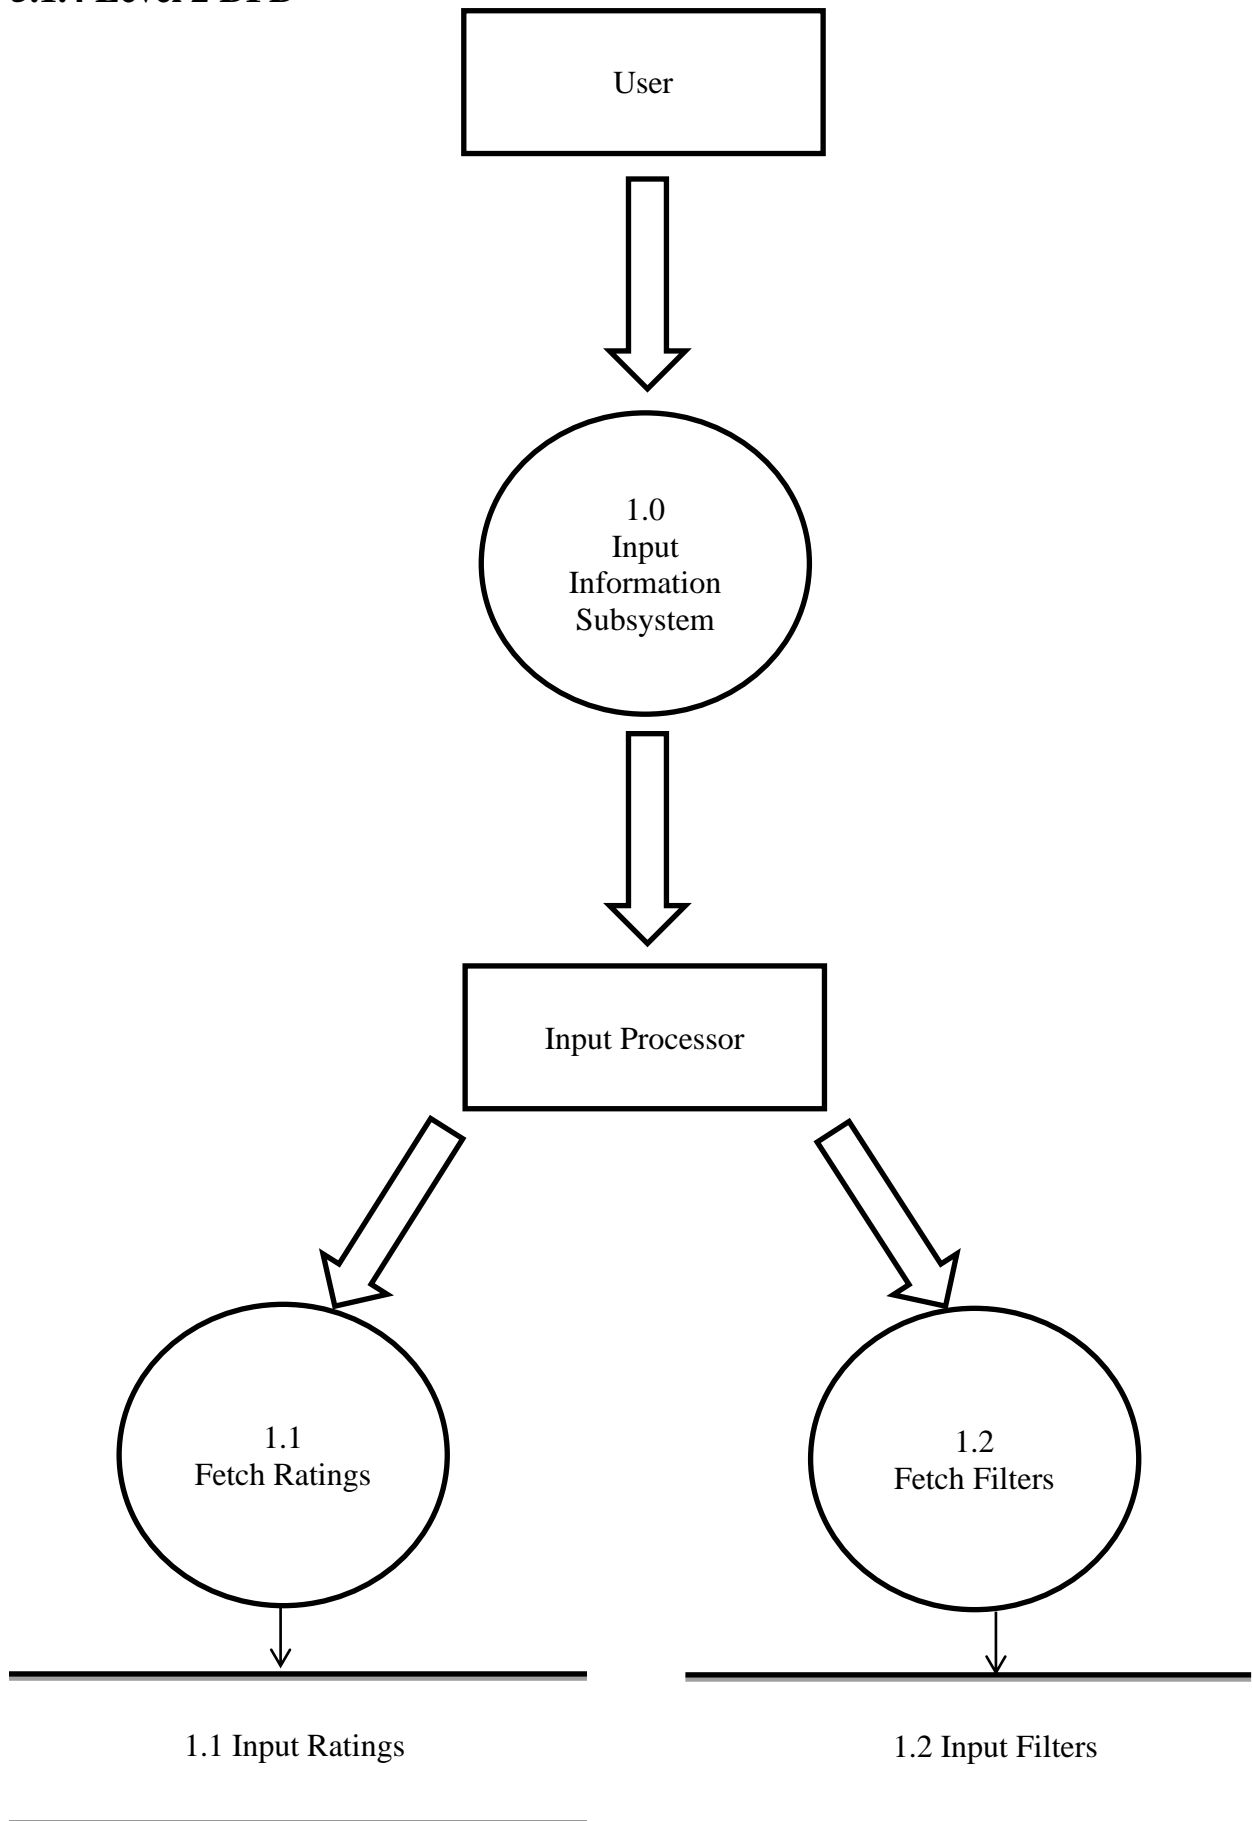 User
1.0
Input
Information
Subsystem
Input Processor
1.1
Fetch Ratings
1.2
Fetch Filters
1.1 Input Ratings
1.2 Input Filters